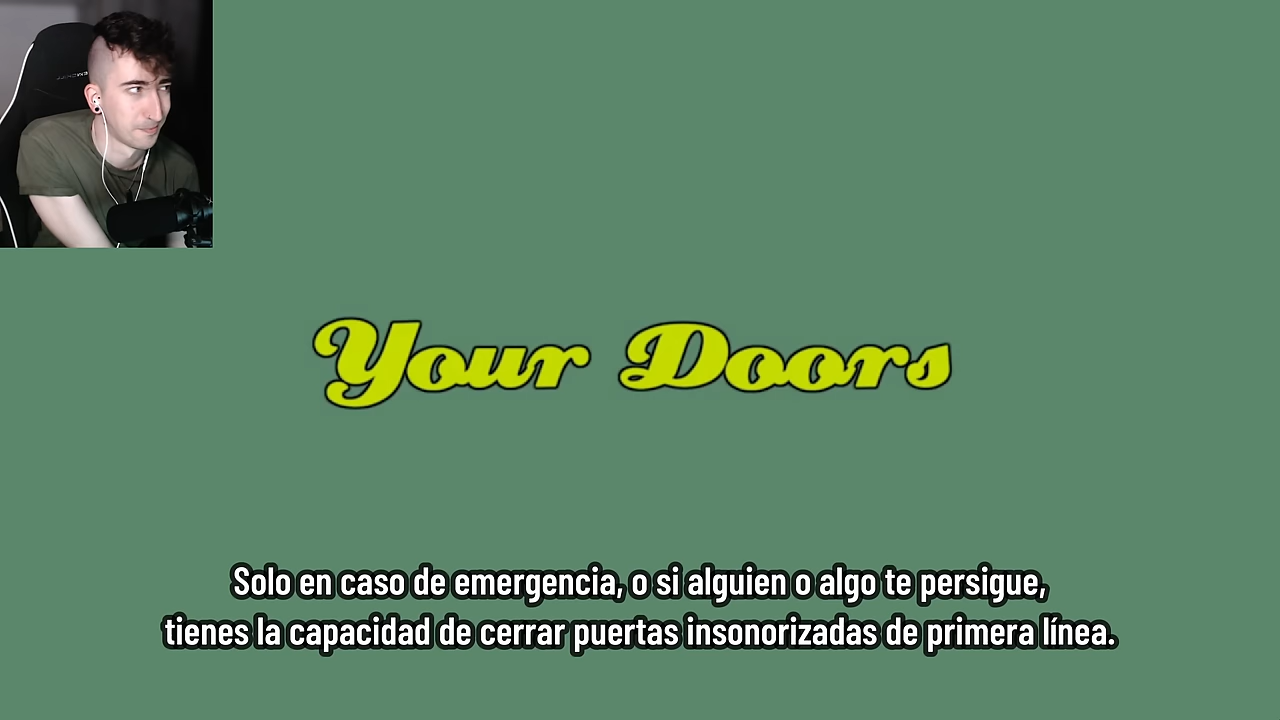 Your Doors
Solo en caso de emergencia, o si alguien o algo te persigue,
tienes la capacidad de cerrar puertas insonorizadas de primera línea.